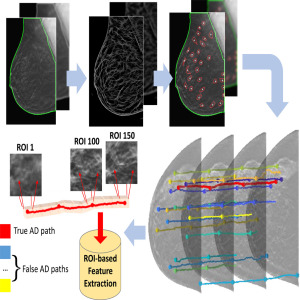 ROI 1
ROI 100
ROI 150
True AD path
...
False AD paths
ROI-based
Feature
Extraction